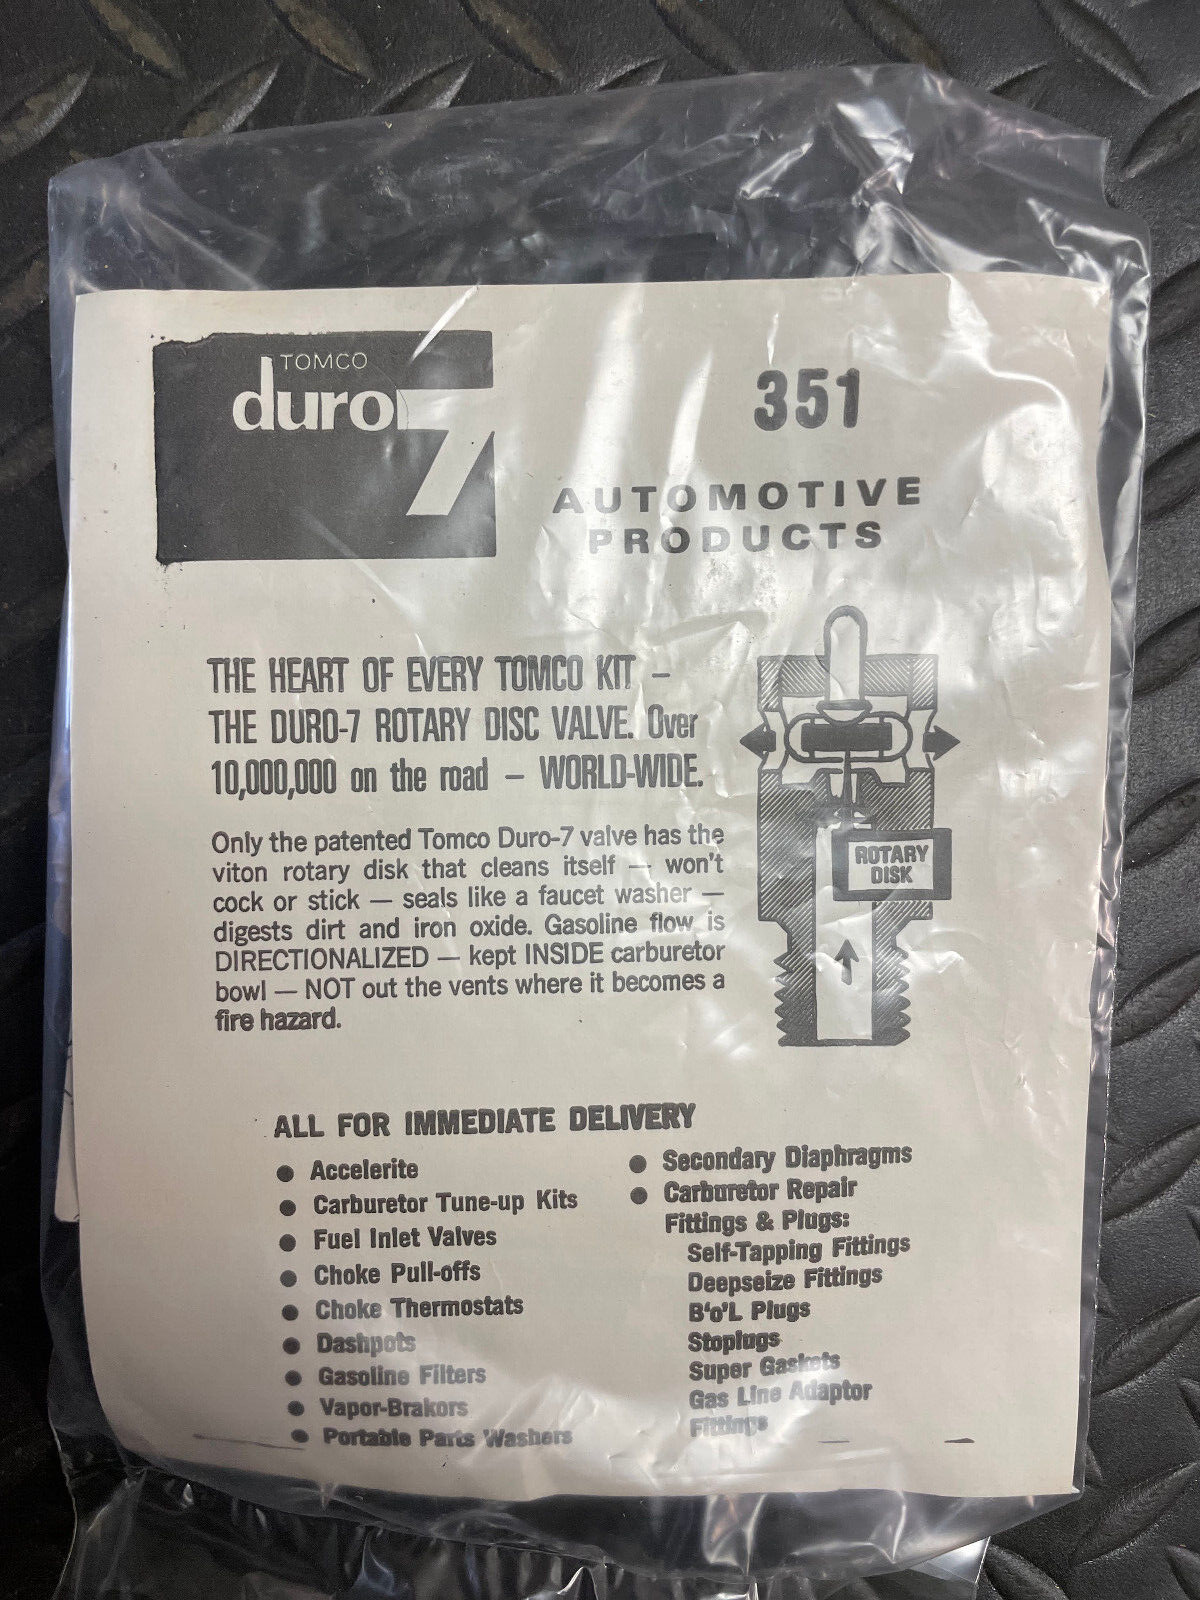 TOMCO
duro
7
351
AUTOMOTIVE
PRODUCTS
THE HEART OF EVERY TOMCO KIT –
THE DURO-7 ROTARY DISC VALVE. Over
10,000,000 on the road – WORLD-WIDE.
Only the patented Tomco Duro-7 valve has the
viton rotary disk that cleans itself — won't
cock or stick — seals like a faucet washer —
digests dirt and iron oxide. Gasoline flow is
DIRECTIONALIZED — kept INSIDE carburetor
bowl — NOT out the vents where it becomes a
fire hazard.
ROTARY
DISK
ALL FOR IMMEDIATE DELIVERY
● Accelerite
● Carburetor Tune-up Kits
● Fuel Inlet Valves
● Choke Pull-offs
● Choke Thermostats
● Dashpots
● Gasoline Filters
● Vapor-Brakors
● Portable Parts Washers
● Secondary Diaphragms
● Carburetor Repair
Fittings & Plugs:
Self-Tapping Fittings
Deepseize Fittings
B'o'L Plugs
Stoplugs
Super Gaskets
Gas Line Adaptor
Fittings